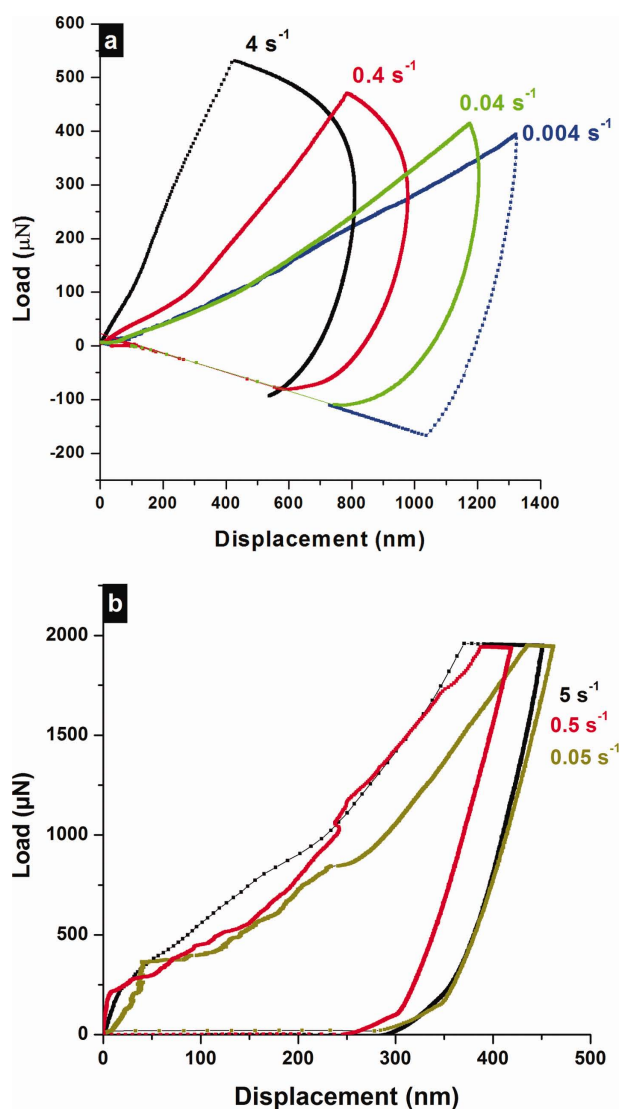 a
600
500
400
300
200
100
0
-100
-200
Load (μN)
4 s⁻¹
0.4 s⁻¹
0.04 s⁻¹
0.004 s⁻¹
0 200 400 600 800 1000 1200 1400
Displacement (nm)
b
2000
1500
1000
500
0
Load (μN)
5 s⁻¹
0.5 s⁻¹
0.05 s⁻¹
0 100 200 300 400 500
Displacement (nm)